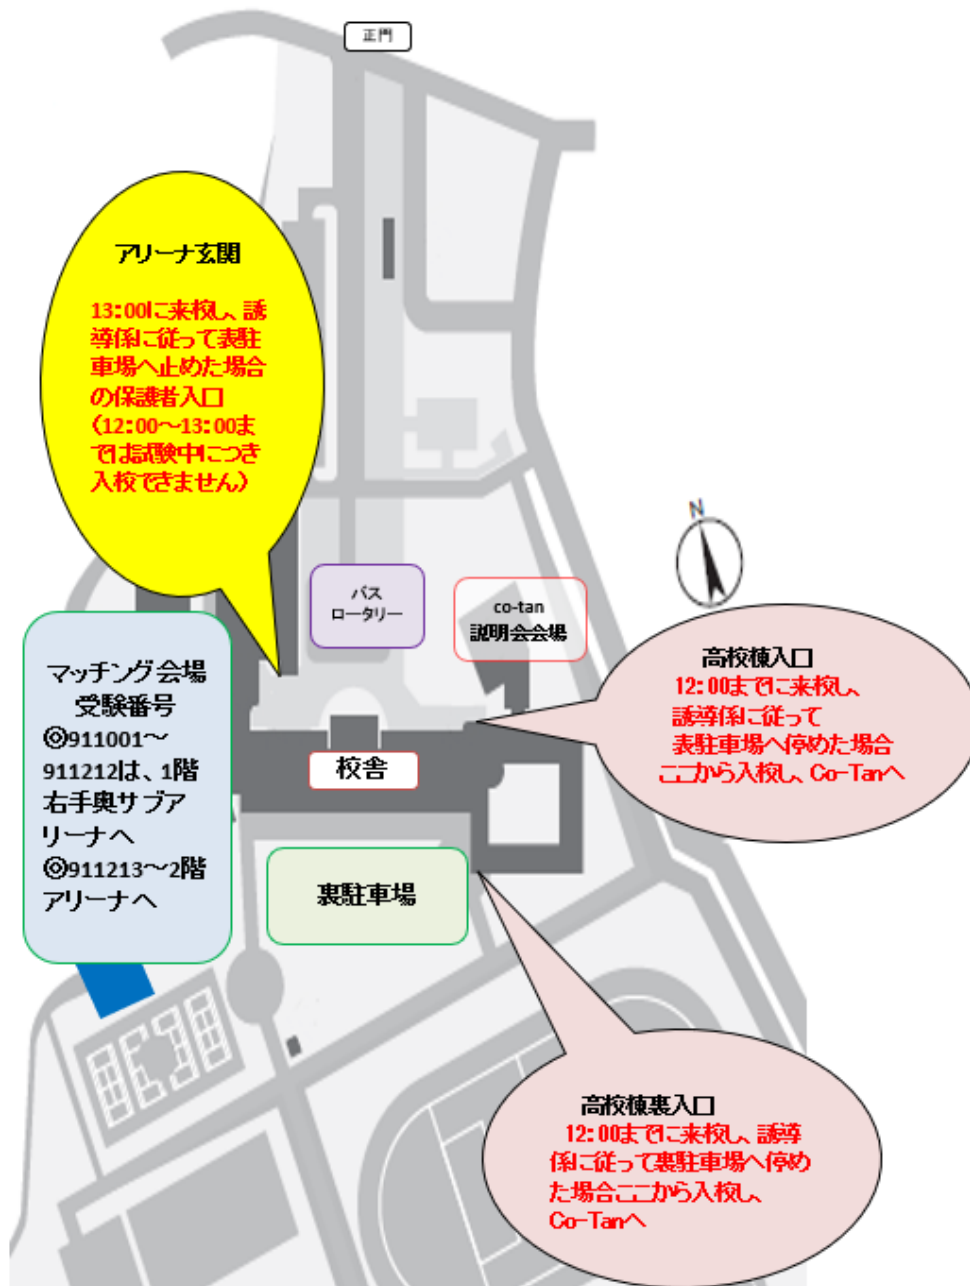 正門
アリーナ玄関
13:00に来校し、誘
導係に従って表駐
車場へ止めた場合
の保護者入口
(12:00～13:00ま
では試験中につき
入校できません)
バス
ロータリー
co-tan
説明会会場
N
マッチング会場
受験番号
◎911001～
911212は、1階
右手奥サブア
リーナへ
◎911213～2階
アリーナへ
高校棟入口
12:00までに来校し、
誘導係に従って
表駐車場へ停めた場合
ここから入校し、Co-Tanへ
校舎
裏駐車場
高校棟裏入口
12:00までに来校し、誘導
係に従って裏駐車場へ停め
た場合ここから入校し、
Co-Tanへ